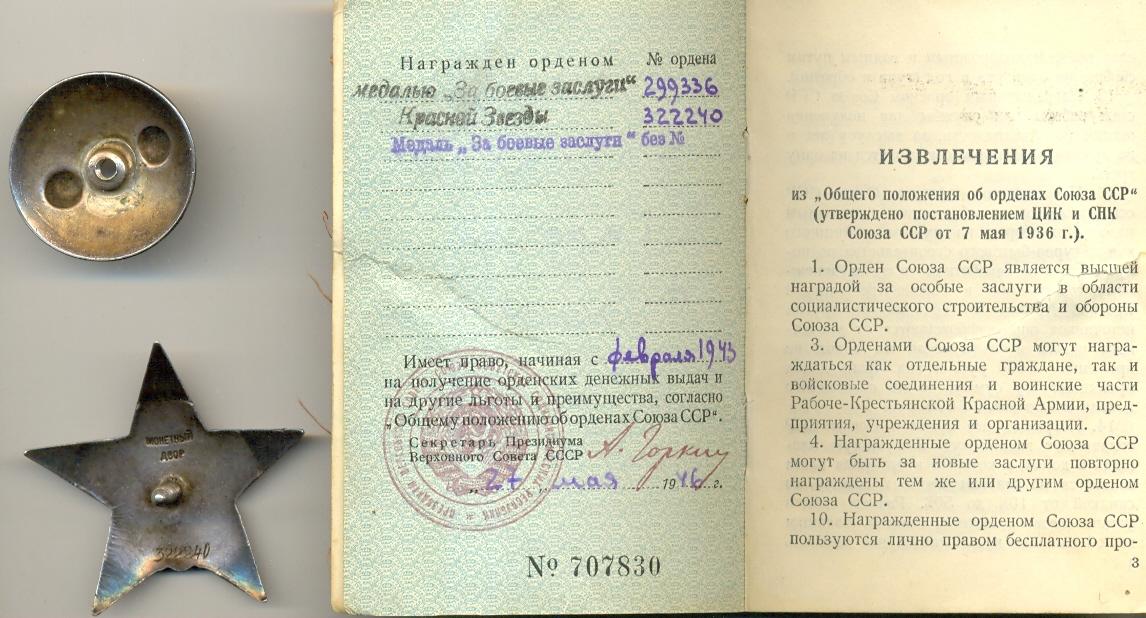 МОНЕТНЫЙ
ДВОР
322240
Награжден орденом № ордена
медалью „За боевые заслуги“ 299336
Красной Звезды 322240
Медаль „За боевые заслуги“ без №
Имеет право, начиная с февраля 1943
на получение орденских денежных выдач и
на другие льготы и преимущества, согласно
„Общему положению об орденах Союза ССР“.
Секретарь Президиума
Верховного Совета СССР А. Горкин
„27„ мая 1946 г.
№ 707830
ИЗВЛЕЧЕНИЯ
из „Общего положения об орденах Союза ССР“
(утверждено постановлением ЦИК и СНК
Союза ССР от 7 мая 1936 г.).
1. Орден Союза ССР является высшей
наградой за особые заслуги в области
социалистического строительства и обороны
Союза ССР.
3. Орденами Союза ССР могут награ-
ждаться как отдельные граждане, так и
войсковые соединения и воинские части
Рабоче-Крестьянской Красной Армии, пред-
приятия, учреждения и организации.
4. Награжденные орденом Союза ССР
могут быть за новые заслуги повторно
награждены тем же или другим орденом
Союза ССР.
10. Награжденные орденом Союза ССР
пользуются лично правом бесплатного про-
3